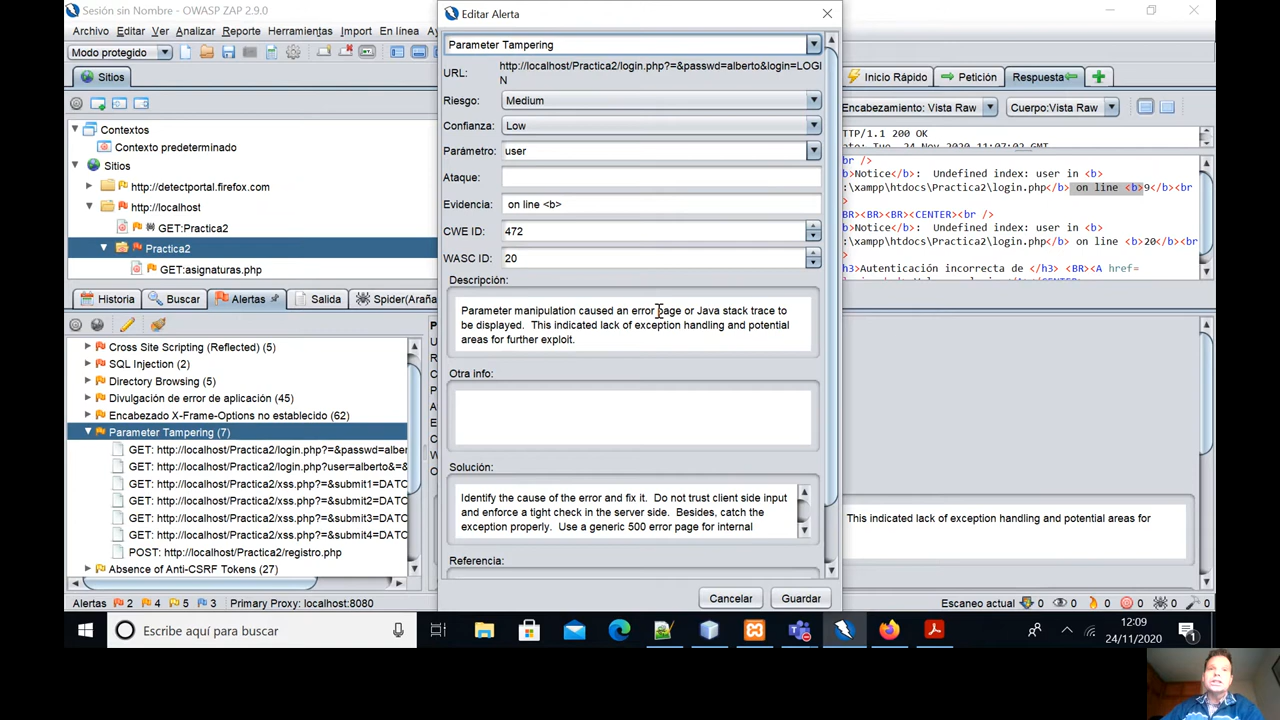 Sesión sin Nombre - OWASP ZAP 2.9.0
Archivo Editar Ver Analizar Reporte Herramientas Import En línea Ay
Modo protegido
Sitios
Contextos
Contexto predeterminado
Sitios
http://detectportal.firefox.com
http://localhost
GET:Practica2
Practica2
GET:asignaturas.php
Historia Buscar Alertas Salida Spider(Araña
Cross Site Scripting (Reflected) (5)
SQL Injection (2)
Directory Browsing (5)
Divulgación de error de aplicación (45)
Encabezado X-Frame-Options no establecido (62)
Parameter Tampering (7)
GET: http://localhost/Practica2/login.php?=&passwd=alber
GET: http://localhost/Practica2/login.php?user=alberto&=&
GET: http://localhost/Practica2/xss.php?=&submit1=DATC
GET: http://localhost/Practica2/xss.php?=&submit2=DATC
GET: http://localhost/Practica2/xss.php?=&submit3=DATC
GET: http://localhost/Practica2/xss.php?=&submit4=DATC
POST: http://localhost/Practica2/registro.php
Absence of Anti-CSRF Tokens (27)
Alertas 2 4 5 3 Primary Proxy: localhost:8080
Editar Alerta
Parameter Tampering
URL: http://localhost/Practica2/login.php?=&passwd=alberto&login=LOGI
N
Riesgo: Medium
Confianza: Low
Parámetro: user
Ataque:
Evidencia: on line <b>
CWE ID: 472
WASC ID: 20
Descripción:
Parameter manipulation caused an error page or Java stack trace to
be displayed.  This indicated lack of exception handling and potential
areas for further exploit.
Otra info:
Solución:
Identify the cause of the error and fix it.  Do not trust client side input
and enforce a tight check in the server side.  Besides, catch the
exception properly.  Use a generic 500 error page for internal
Referencia:
Cancelar Guardar
Inicio Rápido Petición Respuesta
Encabezamiento: Vista Raw Cuerpo:Vista Raw
TTP/1.1 200 OK
br />
b>Notice</b>:  Undefined index: user in <b>
:\xampp\htdocs\Practica2\login.php</b> on line <b>9</b><br
/>
<BR><BR><BR><CENTER><br />
b>Notice</b>:  Undefined index: user in <b>
:\xampp\htdocs\Practica2\login.php</b> on line <b>20</b><br
h3>Autenticación incorrecta de </h3> <BR><A href=
This indicated lack of exception handling and potential areas for
Escaneo actual 0 0 0 0 0 0
Escribe aquí para buscar
12:09
24/11/2020
1